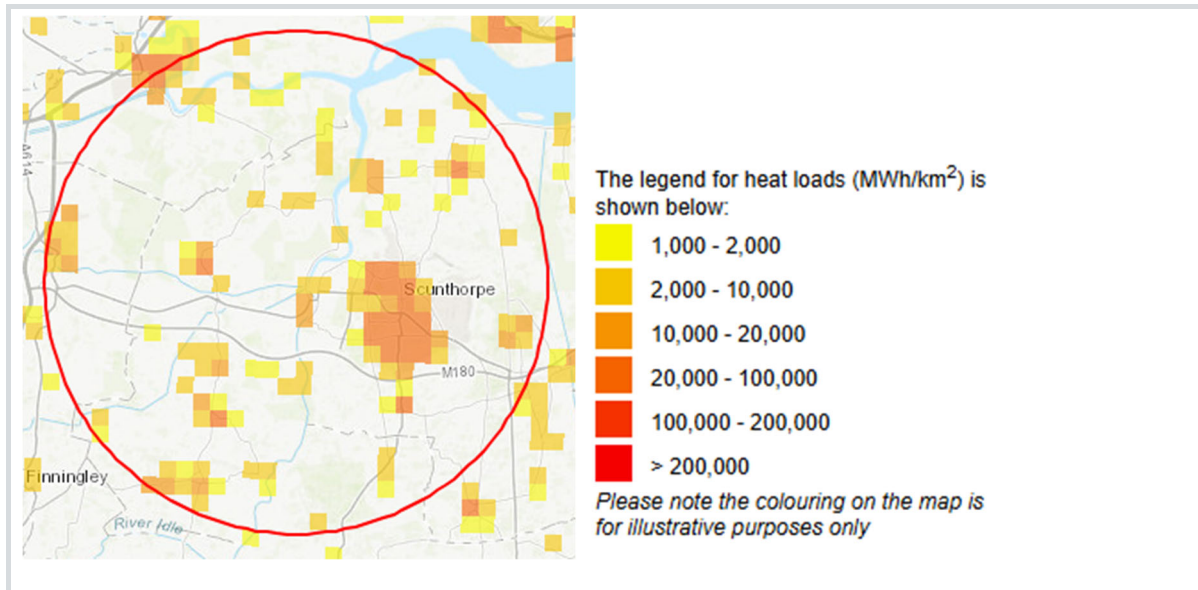 A614
Scunthorpe
M180
Finningley
River Idle
The legend for heat loads (MWh/km²) is
shown below:
1,000 - 2,000
2,000 - 10,000
10,000 - 20,000
20,000 - 100,000
100,000 - 200,000
> 200,000
Please note the colouring on the map is
for illustrative purposes only